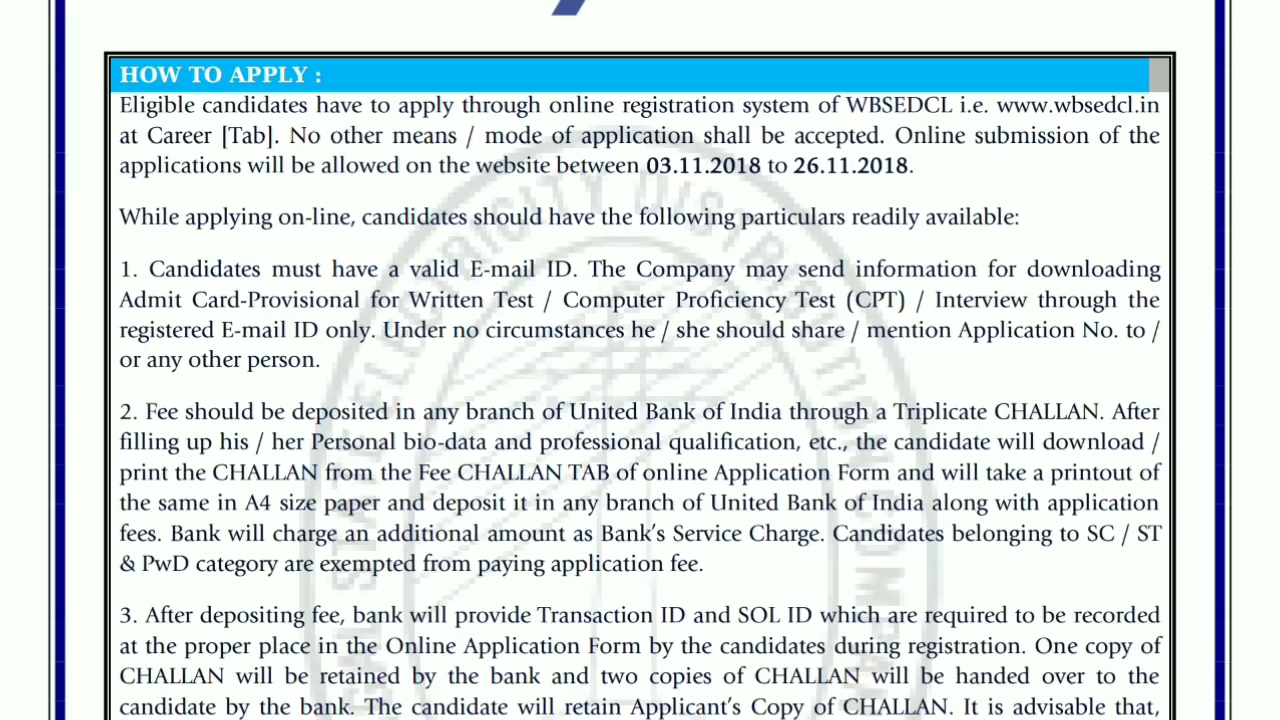 HOW TO APPLY :
Eligible candidates have to apply through online registration system of WBSEDCL i.e. www.wbsedcl.in
at Career [Tab]. No other means / mode of application shall be accepted. Online submission of the
applications will be allowed on the website between 03.11.2018 to 26.11.2018.
While applying on-line, candidates should have the following particulars readily available:
1. Candidates must have a valid E-mail ID. The Company may send information for downloading
Admit Card-Provisional for Written Test / Computer Proficiency Test (CPT) / Interview through the
registered E-mail ID only. Under no circumstances he / she should share / mention Application No. to /
or any other person.
2. Fee should be deposited in any branch of United Bank of India through a Triplicate CHALLAN. After
filling up his / her Personal bio-data and professional qualification, etc., the candidate will download /
print the CHALLAN from the Fee CHALLAN TAB of online Application Form and will take a printout of
the same in A4 size paper and deposit it in any branch of United Bank of India along with application
fees. Bank will charge an additional amount as Bank's Service Charge. Candidates belonging to SC / ST
& PwD category are exempted from paying application fee.
3. After depositing fee, bank will provide Transaction ID and SOL ID which are required to be recorded
at the proper place in the Online Application Form by the candidates during registration. One copy of
CHALLAN will be retained by the bank and two copies of CHALLAN will be handed over to the
candidate by the bank. The candidate will retain Applicant's Copy of CHALLAN. It is advisable that,
STATE ELECTRICITY DISTRIBUTION COMPAN